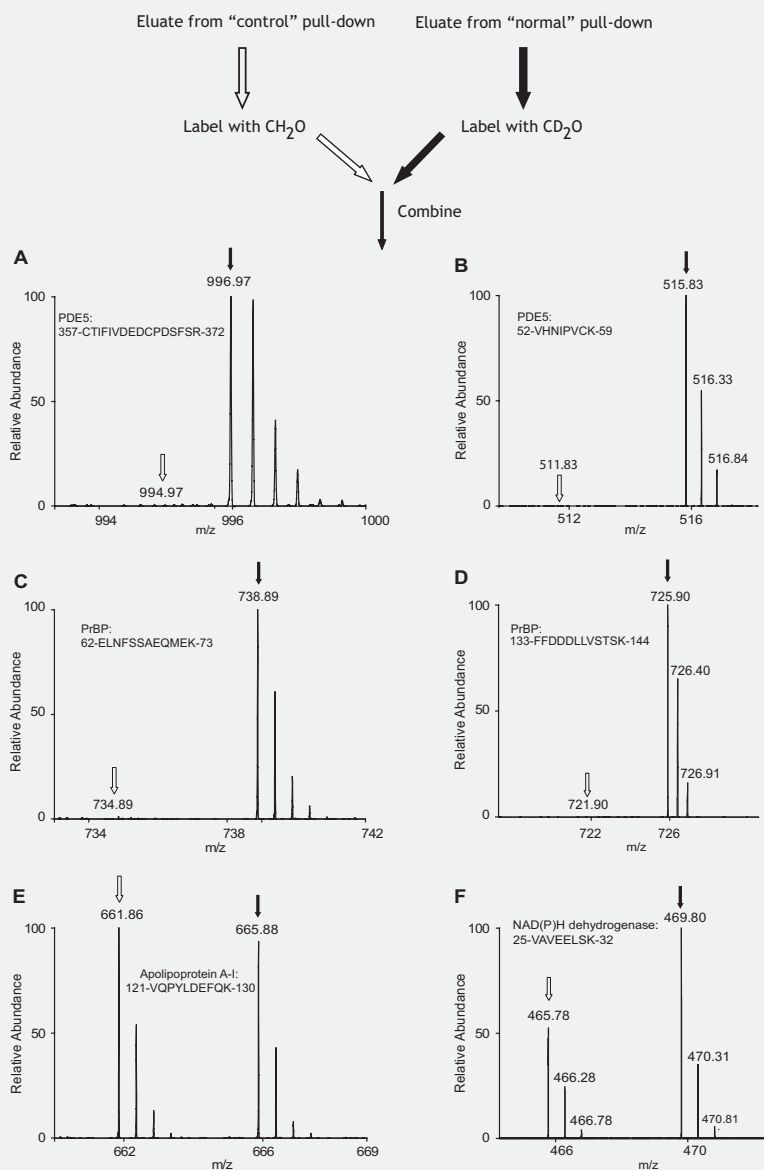 Eluate from “control” pull-down
Eluate from “normal” pull-down
Label with CH2O
Label with CD2O
Combine
A
996.97
100
PDE5:
357-CTIFIVDEDCPDSFSR-372
Relative Abundance
50
994.97
0
994
996
1000
m/z
B
515.83
100
PDE5:
52-VHNIPVCK-59
Relative Abundance
516.33
50
516.84
511.83
0
512
516
m/z
C
738.89
100
PrBP:
62-ELNFSSAEQMEK-73
Relative Abundance
50
734.89
0
734
738
742
m/z
D
725.90
100
PrBP:
133-FFDDDLLVSTSK-144
Relative Abundance
726.40
50
726.91
721.90
0
722
726
m/z
E
661.86
665.88
100
Apolipoprotein A-I:
121-VQPYLDEFQK-130
Relative Abundance
50
0
662
666
669
m/z
F
469.80
100
NAD(P)H dehydrogenase:
25-VAVEELSK-32
Relative Abundance
465.78
50
470.31
466.28
466.78
470.81
0
466
470
m/z